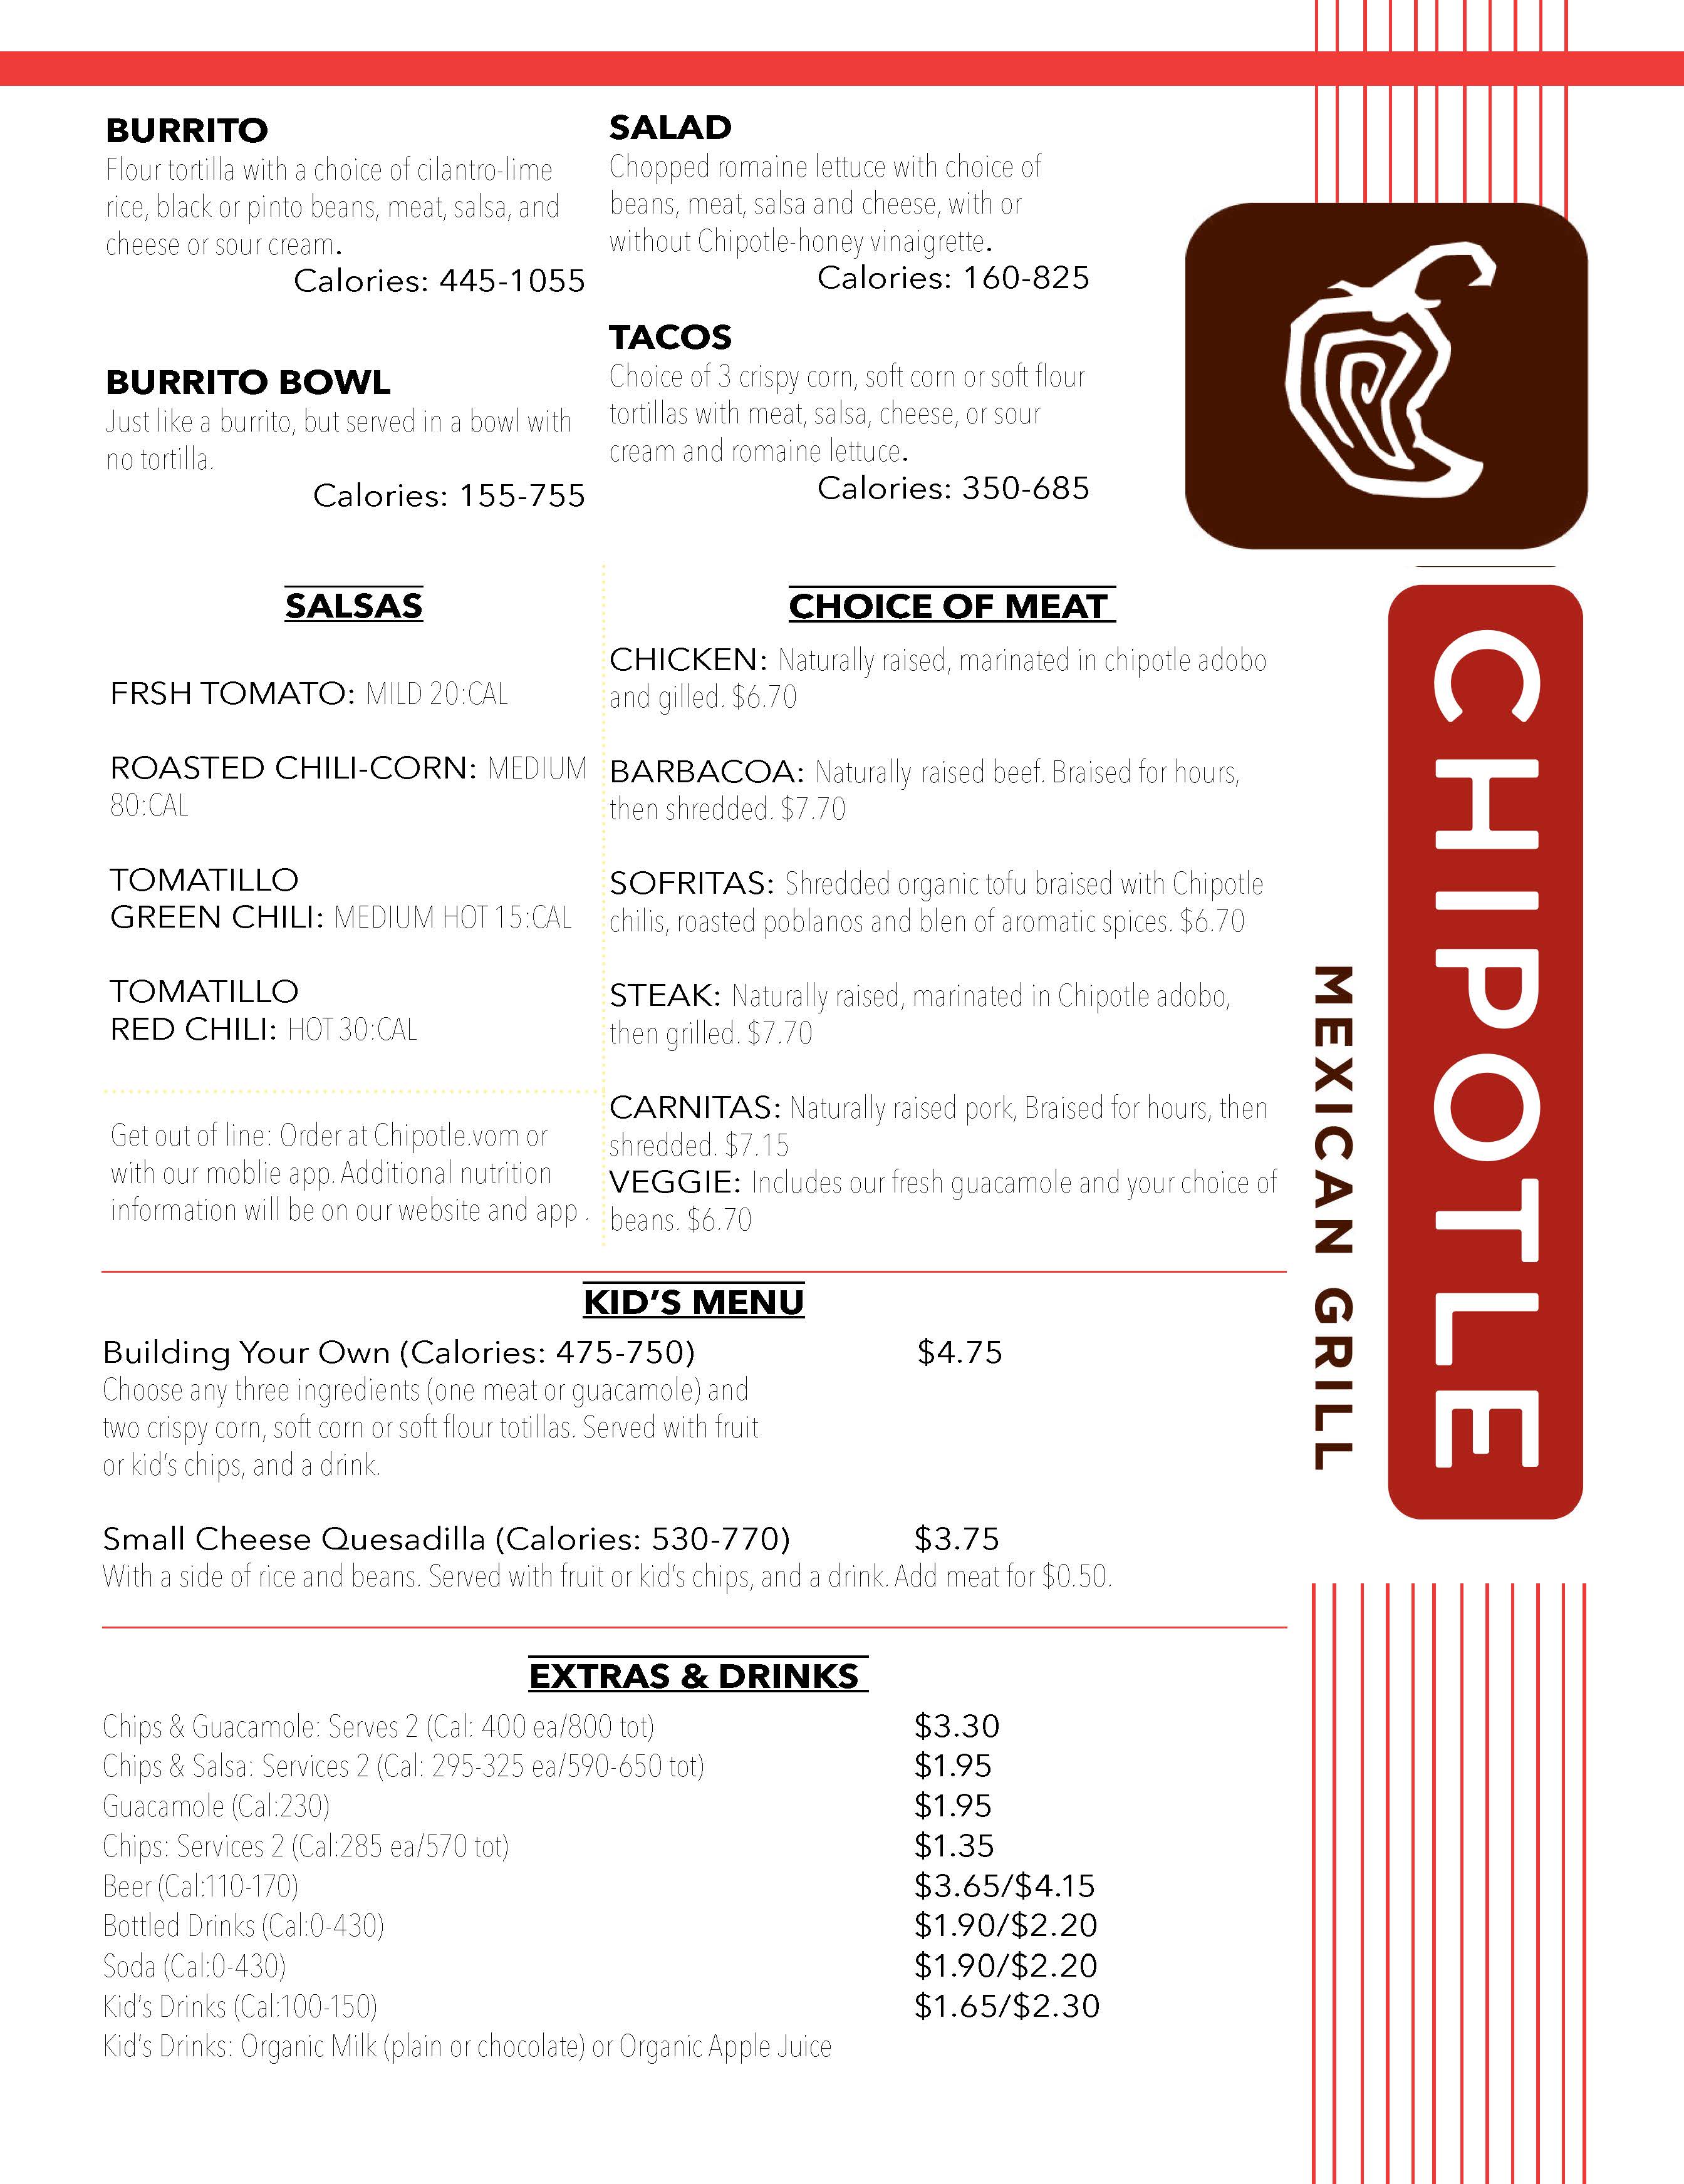 BURRITO
Flour tortilla with a choice of cilantro-lime
rice, black or pinto beans, meat, salsa, and
cheese or sour cream.
Calories: 445-1055
BURRITO BOWL
Just like a burrito, but served in a bowl with
no tortilla.
Calories: 155-755
SALAD
Chopped romaine lettuce with choice of
beans, meat, salsa and cheese, with or
without Chipotle-honey vinaigrette.
Calories: 160-825
TACOS
Choice of 3 crispy corn, soft corn or soft flour
tortillas with meat, salsa, cheese, or sour
cream and romaine lettuce.
Calories: 350-685
SALSAS
FRSH TOMATO: MILD 20:CAL
ROASTED CHILI-CORN: MEDIUM
80:CAL
TOMATILLO
GREEN CHILI: MEDIUM HOT 15:CAL
TOMATILLO
RED CHILI: HOT 30:CAL
Get out of line: Order at Chipotle.vom or
with our moblie app. Additional nutrition
information will be on our website and app .
CHOICE OF MEAT
CHICKEN: Naturally raised, marinated in chipotle adobo
and gilled. $6.70
BARBACOA: Naturally raised beef. Braised for hours,
then shredded. $7.70
SOFRITAS: Shredded organic tofu braised with Chipotle
chilis, roasted poblanos and blen of aromatic spices. $6.70
STEAK: Naturally raised, marinated in Chipotle adobo,
then grilled. $7.70
CARNITAS: Naturally raised pork, Braised for hours, then
shredded. $7.15
VEGGIE: Includes our fresh guacamole and your choice of
beans. $6.70
CHIPOTLE
MEXICAN GRILL
KID'S MENU
Building Your Own (Calories: 475-750) $4.75
Choose any three ingredients (one meat or guacamole) and
two crispy corn, soft corn or soft flour totillas. Served with fruit
or kid's chips, and a drink.
Small Cheese Quesadilla (Calories: 530-770) $3.75
With a side of rice and beans. Served with fruit or kid's chips, and a drink. Add meat for $0.50.
EXTRAS & DRINKS
Chips & Guacamole: Serves 2 (Cal: 400 ea/800 tot) $3.30
Chips & Salsa: Services 2 (Cal: 295-325 ea/590-650 tot) $1.95
Guacamole (Cal:230) $1.95
Chips: Services 2 (Cal:285 ea/570 tot) $1.35
Beer (Cal:110-170) $3.65/$4.15
Bottled Drinks (Cal:0-430) $1.90/$2.20
Soda (Cal:0-430) $1.90/$2.20
Kid's Drinks (Cal:100-150) $1.65/$2.30
Kid's Drinks: Organic Milk (plain or chocolate) or Organic Apple Juice